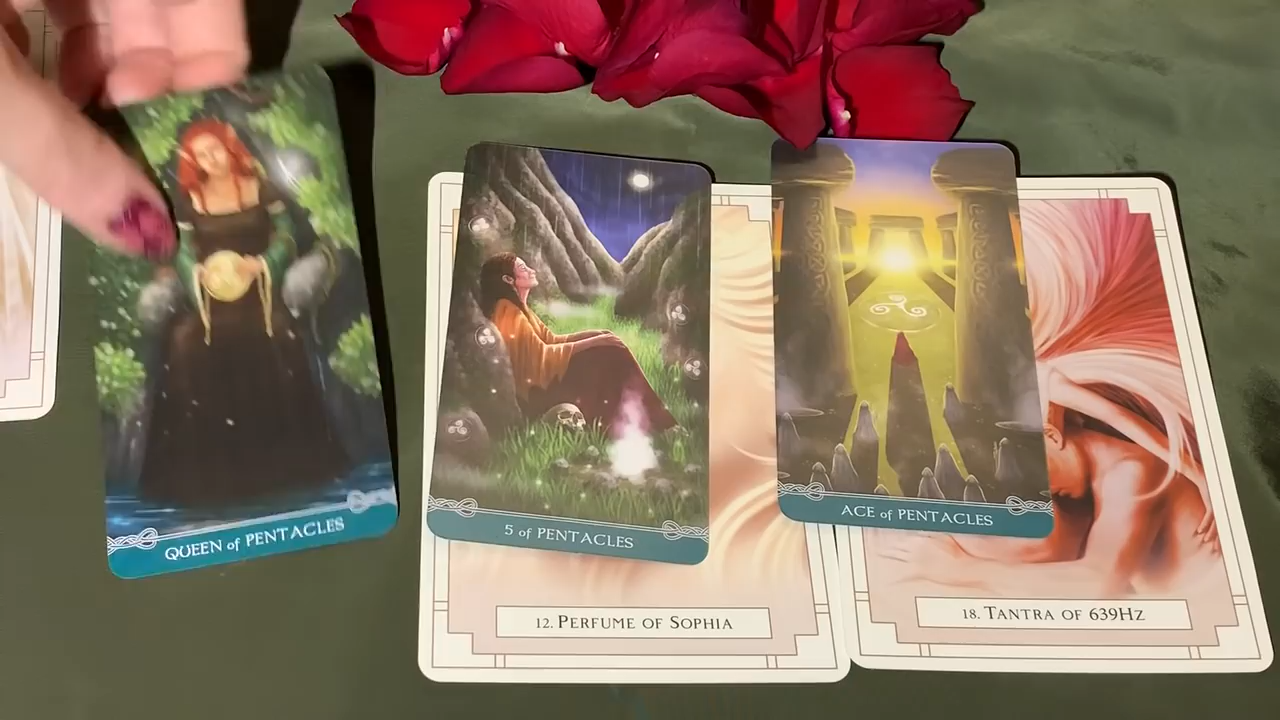 QUEEN of PENTACLES
5 of PENTACLES
ACE of PENTACLES
12. PERFUME OF SOPHIA
18. TANTRA OF 639HZ